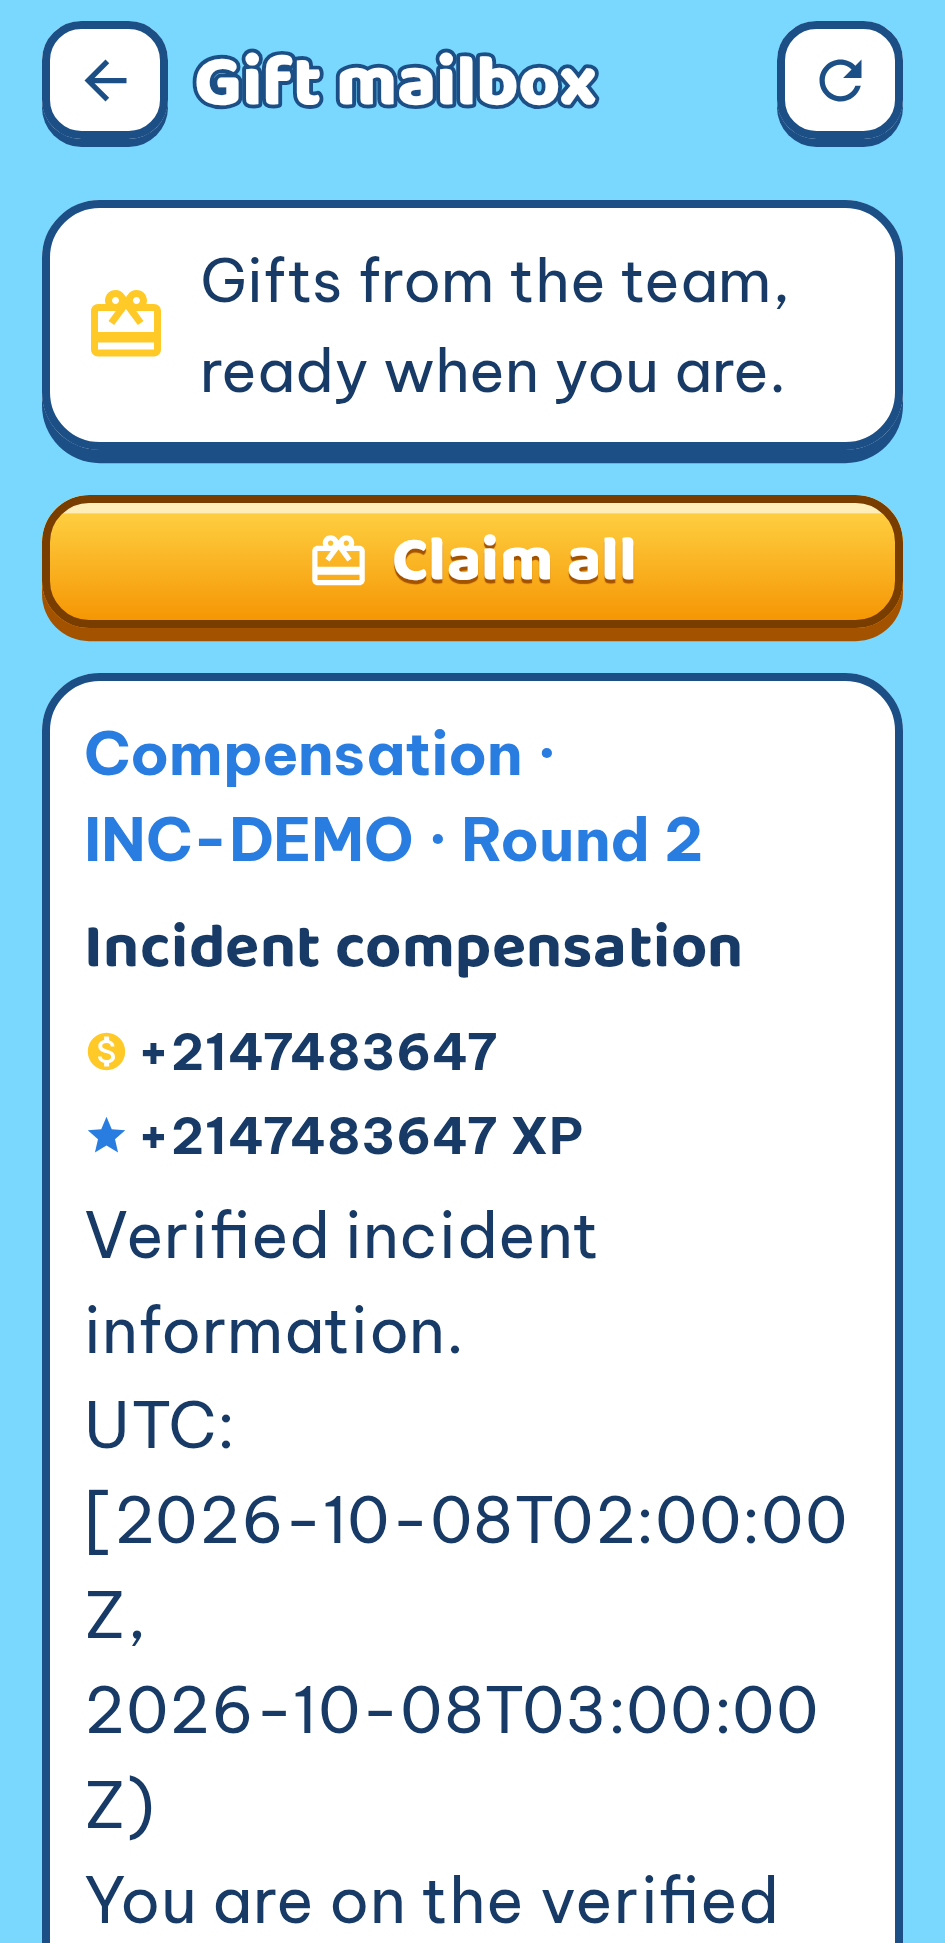 Gift mailbox
Gifts from the team,
ready when you are.
Claim all
Compensation ·
INC-DEMO · Round 2
Incident compensation
+2147483647
+2147483647 XP
Verified incident
information.
UTC:
[2026-10-08T02:00:00
Z,
2026-10-08T03:00:00
Z)
You are on the verified